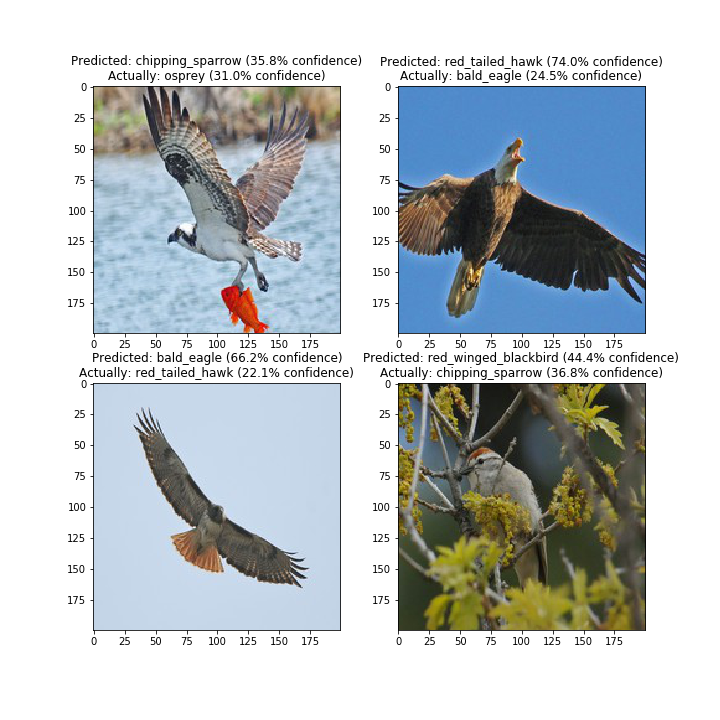 Predicted: chipping_sparrow (35.8% confidence)
Actually: osprey (31.0% confidence)
0
25
50
75
100
125
150
175
0 25 50 75 100 125 150 175
Predicted: red_tailed_hawk (74.0% confidence)
Actually: bald_eagle (24.5% confidence)
0
25
50
75
100
125
150
175
0 25 50 75 100 125 150 175
Predicted: bald_eagle (66.2% confidence)
Actually: red_tailed_hawk (22.1% confidence)
0
25
50
75
100
125
150
175
0 25 50 75 100 125 150 175
Predicted: red_winged_blackbird (44.4% confidence)
Actually: chipping_sparrow (36.8% confidence)
0
25
50
75
100
125
150
175
0 25 50 75 100 125 150 175